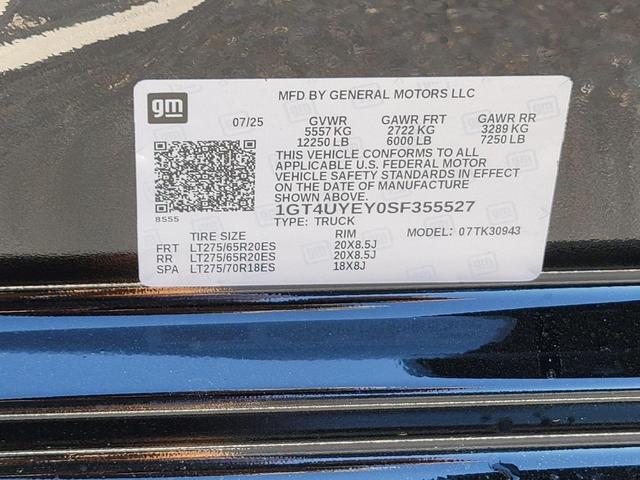 gm
MFD BY GENERAL MOTORS LLC
07/25 GVWR GAWR FRT GAWR RR
5557 KG 2722 KG 3289 KG
12250 LB 6000 LB 7250 LB
THIS VEHICLE CONFORMS TO ALL
APPLICABLE U.S. FEDERAL MOTOR
VEHICLE SAFETY STANDARDS IN EFFECT
ON THE DATE OF MANUFACTURE
SHOWN ABOVE.
8555
1GT4UYEY0SF355527
TYPE: TRUCK
TIRE SIZE RIM MODEL: 07TK30943
FRT LT275/65R20ES 20X8.5J
RR LT275/65R20ES 20X8.5J
SPA LT275/70R18ES 18X8J